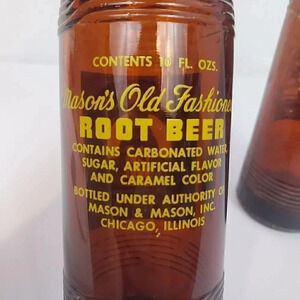 CONTENTS 10 FL. OZS.
Mason's Old Fashione
ROOT BEER
CONTAINS CARBONATED WATER,
SUGAR, ARTIFICIAL FLAVOR
AND CARAMEL COLOR
BOTTLED UNDER AUTHORITY OF
MASON & MASON, INC.
CHICAGO, ILLINOIS